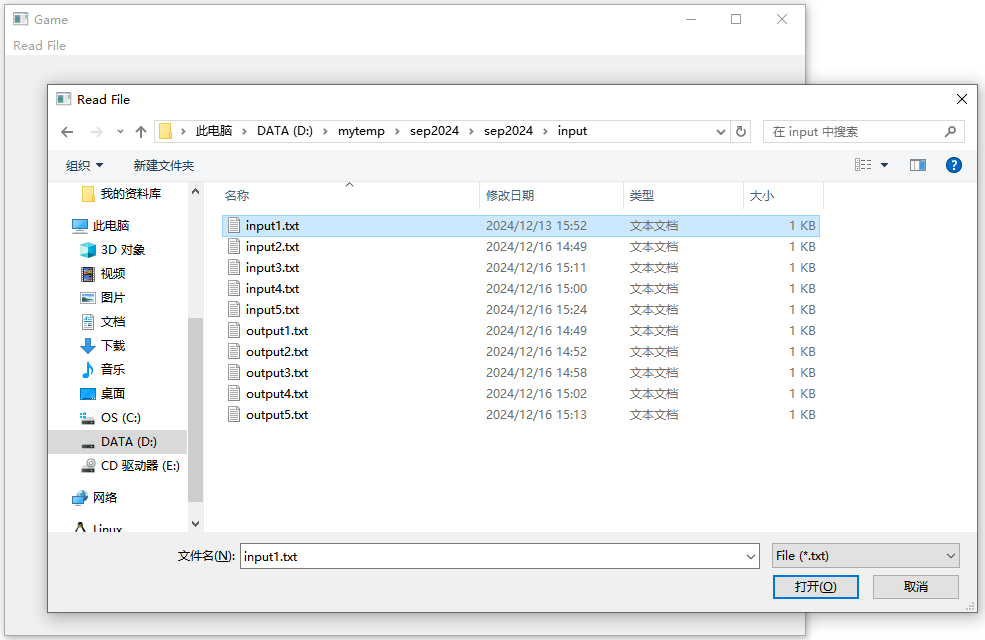 Game
Read File
Read File
此电脑 DATA (D:) mytemp sep2024 sep2024 input 在 input 中搜索
组织 新建文件夹
我的资料库
此电脑
3D 对象
视频
图片
文档
下载
音乐
桌面
OS (C:)
DATA (D:)
CD 驱动器 (E:)
网络
Linux
名称 修改日期 类型 大小
input1.txt 2024/12/13 15:52 文本文档 1 KB
input2.txt 2024/12/16 14:49 文本文档 1 KB
input3.txt 2024/12/16 15:11 文本文档 1 KB
input4.txt 2024/12/16 15:00 文本文档 1 KB
input5.txt 2024/12/16 15:24 文本文档 1 KB
output1.txt 2024/12/16 14:49 文本文档 1 KB
output2.txt 2024/12/16 14:52 文本文档 1 KB
output3.txt 2024/12/16 14:58 文本文档 1 KB
output4.txt 2024/12/16 15:02 文本文档 1 KB
output5.txt 2024/12/16 15:13 文本文档 1 KB
文件名(N): input1.txt File (*.txt)
打开(O) 取消